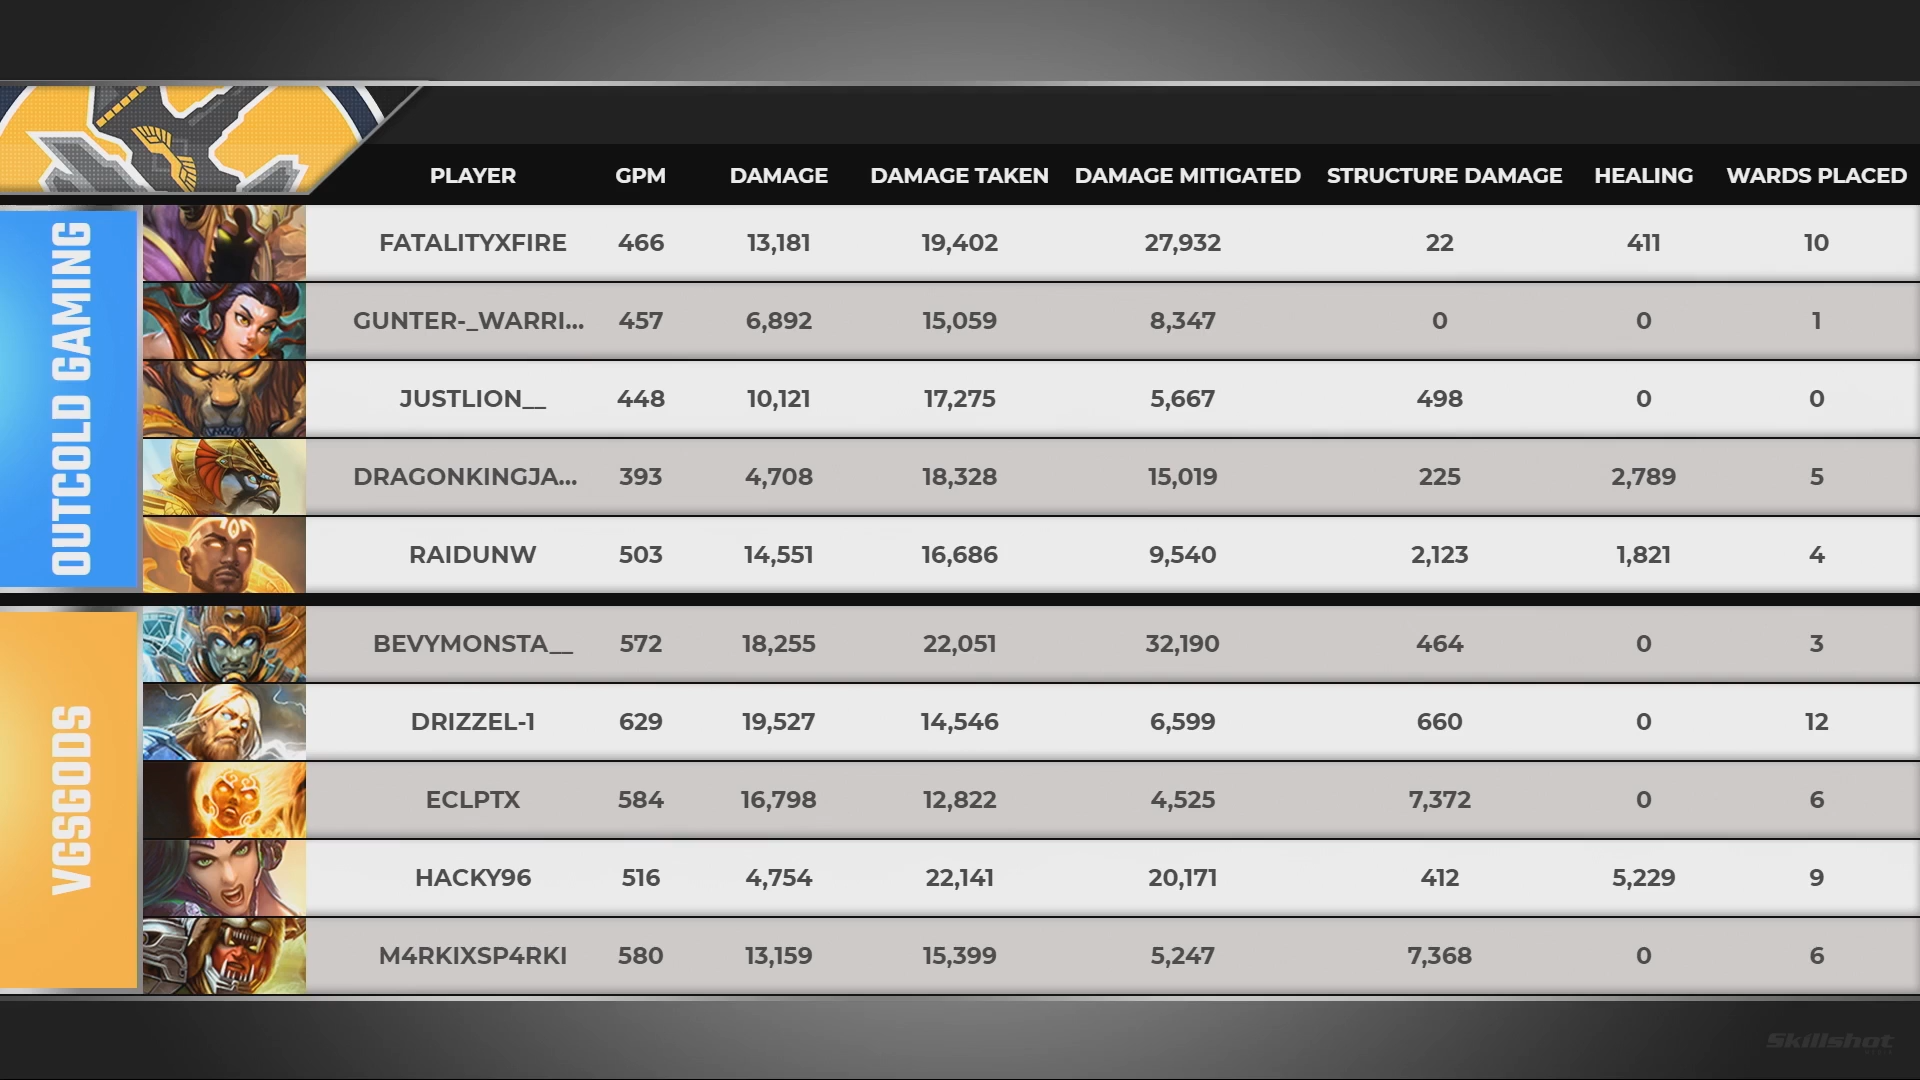 PLAYER GPM DAMAGE DAMAGE TAKEN DAMAGE MITIGATED STRUCTURE DAMAGE HEALING WARDS PLACED
OUTCOLD GAMING
FATALITYXFIRE 466 13,181 19,402 27,932 22 411 10
GUNTER-_WARRI... 457 6,892 15,059 8,347 0 0 1
JUSTLION__ 448 10,121 17,275 5,667 498 0 0
DRAGONKINGJA... 393 4,708 18,328 15,019 225 2,789 5
RAIDUNW 503 14,551 16,686 9,540 2,123 1,821 4
VGSGODS
BEVYMONSTA__ 572 18,255 22,051 32,190 464 0 3
DRIZZEL-1 629 19,527 14,546 6,599 660 0 12
ECLPTX 584 16,798 12,822 4,525 7,372 0 6
HACKY96 516 4,754 22,141 20,171 412 5,229 9
M4RKIXSP4RKI 580 13,159 15,399 5,247 7,368 0 6
Skillshot